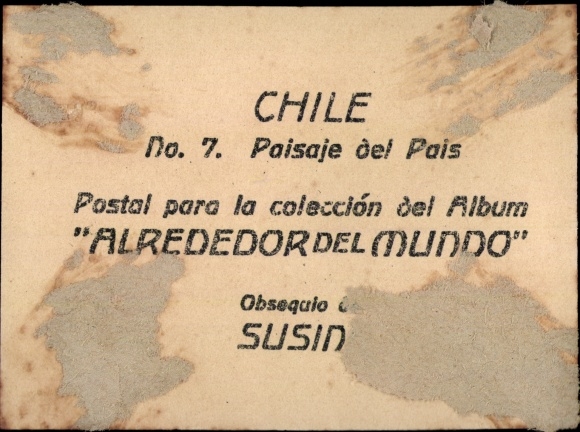 CHILE
No. 7. Paisaje del Pais
Postal para la colección del Album
"ALREDEDOR DEL MUNDO"
Obsequio
SUSIN